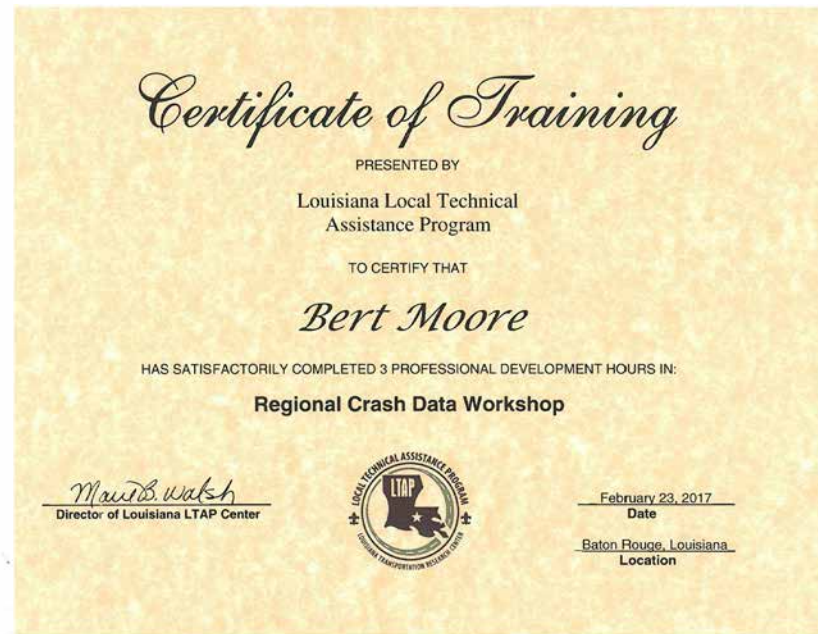 Certificate of Training
PRESENTED BY
Louisiana Local Technical
Assistance Program
TO CERTIFY THAT
Bert Moore
HAS SATISFACTORILY COMPLETED 3 PROFESSIONAL DEVELOPMENT HOURS IN:
Regional Crash Data Workshop
Marie B. Walsh
Director of Louisiana LTAP Center
LOCAL TECHNICAL ASSISTANCE PROGRAM
LTAP
LOUISIANA TRANSPORTATION RESEARCH CENTER
February 23, 2017
Date
Baton Rouge, Louisiana
Location